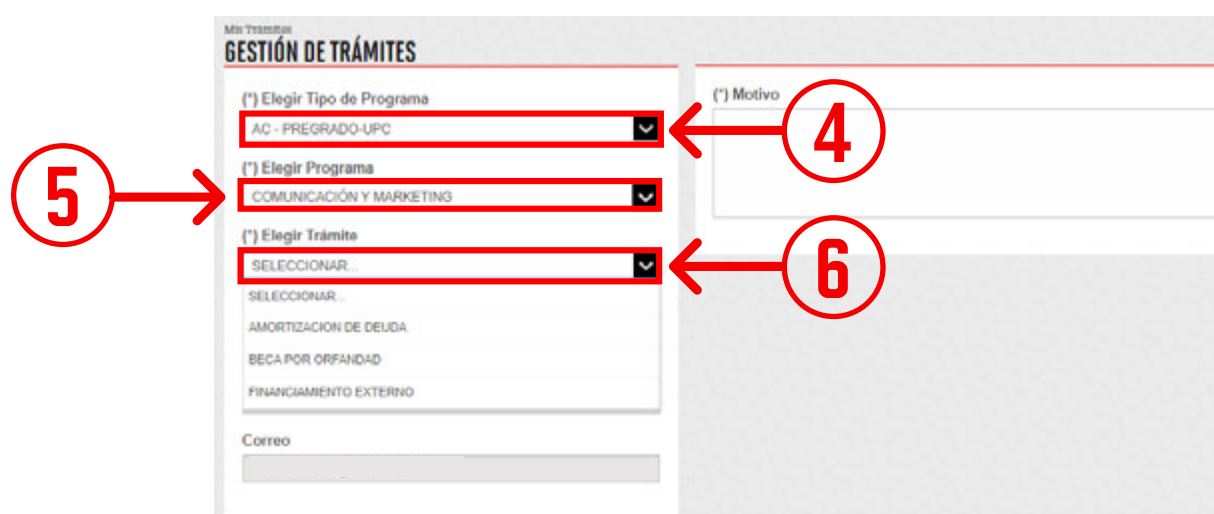 Mis Trámites
GESTIÓN DE TRÁMITES
(*) Elegir Tipo de Programa
AC - PREGRADO-UPC
4
5
(*) Elegir Programa
COMUNICACIÓN Y MARKETING
(*) Elegir Trámite
SELECCIONAR...
6
SELECCIONAR...
AMORTIZACION DE DEUDA
BECA POR ORFANDAD
FINANCIAMIENTO EXTERNO
Correo
(*) Motivo